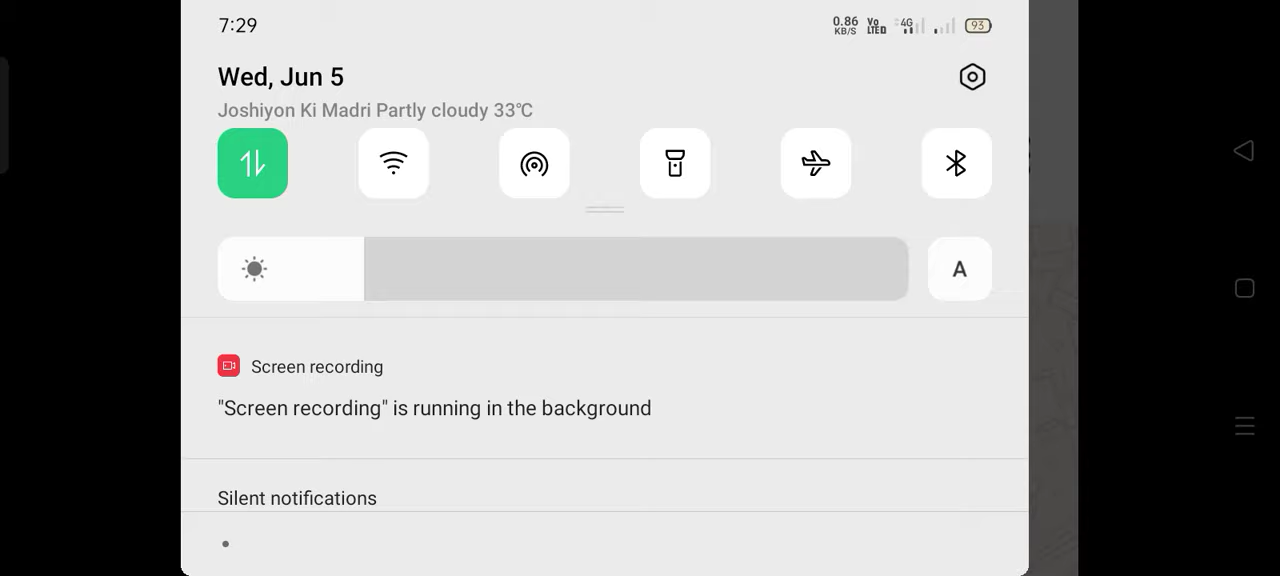 7:29
0.86 KB/S Vo LTE 4G 93
Wed, Jun 5
Joshiyon Ki Madri Partly cloudy 33°C
A
Screen recording
"Screen recording" is running in the background
Silent notifications